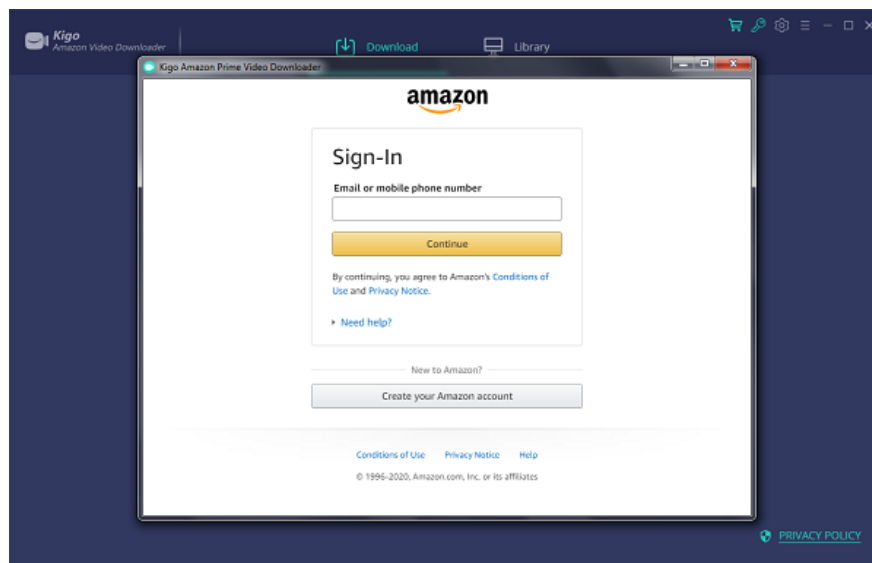 Kigo
Amazon Video Downloader
Download
Library
Kigo Amazon Prime Video Downloader
amazon
Sign-In
Email or mobile phone number
Continue
By continuing, you agree to Amazon's Conditions of
Use and Privacy Notice.
Need help?
New to Amazon?
Create your Amazon account
Conditions of Use Privacy Notice Help
© 1996-2020, Amazon.com, Inc. or its affiliates
PRIVACY POLICY